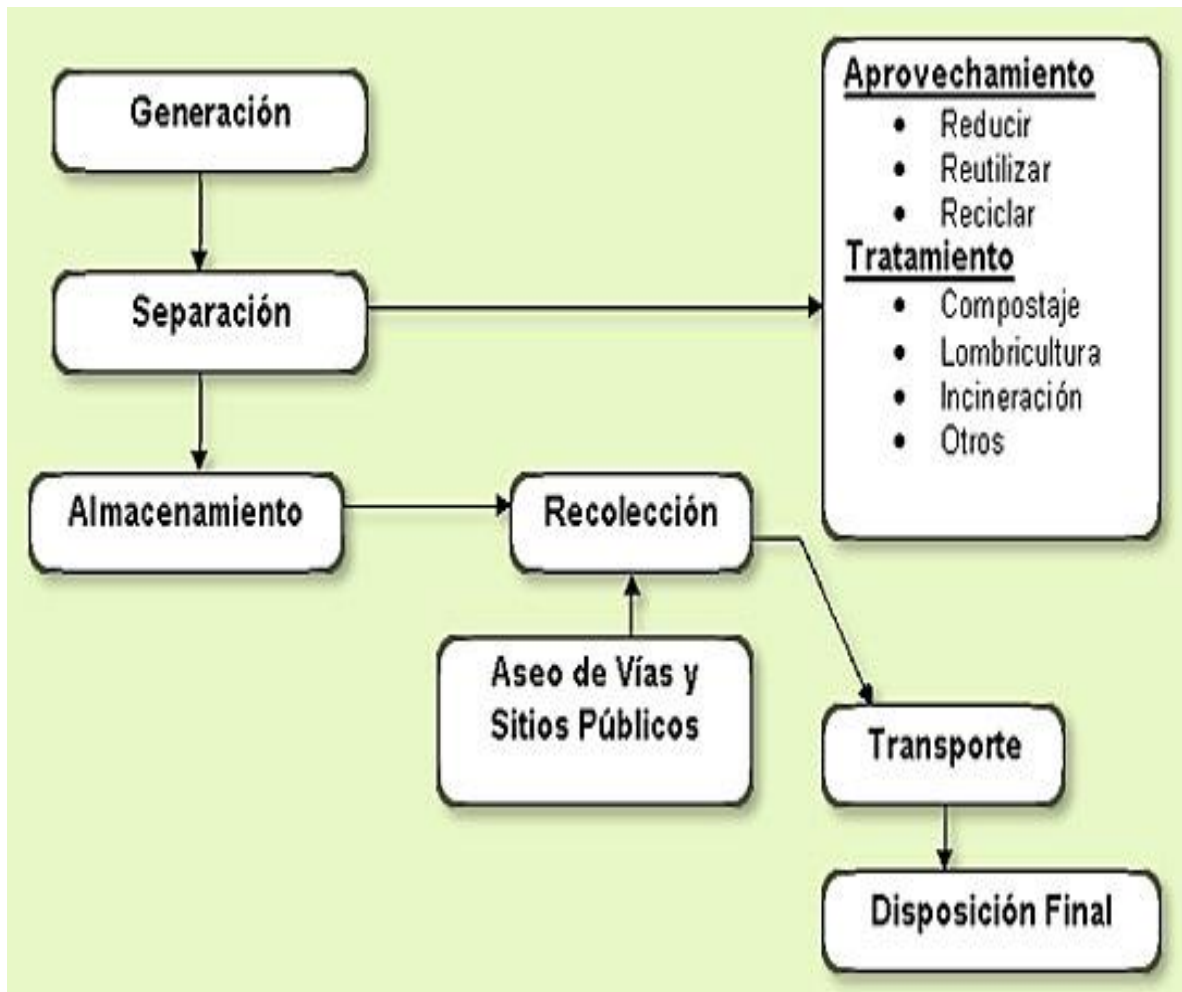 Generación
Separación
Almacenamiento
Recolección
Aseo de Vías y
Sitios Públicos
Transporte
Disposición Final
Aprovechamiento
• Reducir
• Reutilizar
• Reciclar
Tratamiento
• Compostaje
• Lombricultura
• Incineración
• Otros